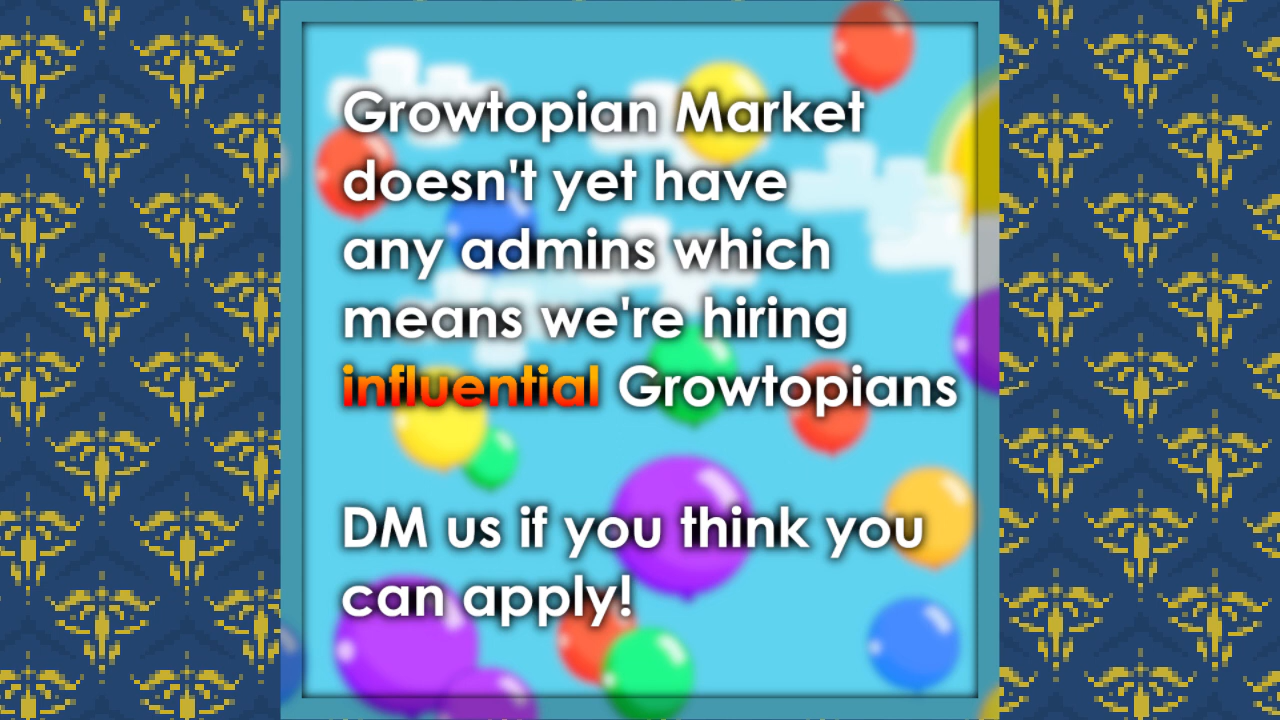 Growtopian Market
doesn't yet have
any admins which
means we're hiring
influential Growtopians
DM us if you think you
can apply!